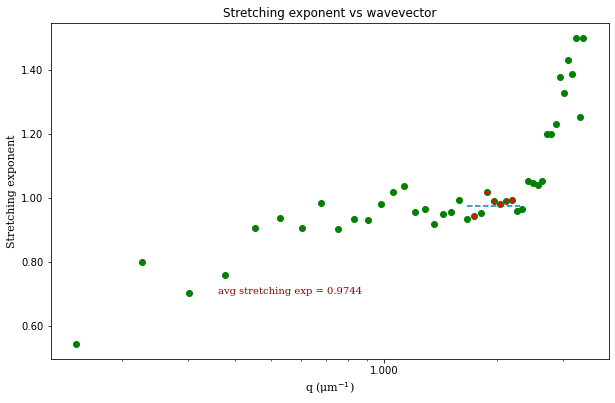 Stretching exponent vs wavevector
1.40
1.20
1.00
0.80
0.60
Stretching exponent
avg stretching exp = 0.9744
1.000
q (μm⁻¹)